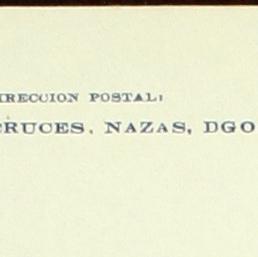 IRECCION POSTAL:
CRUCES, NAZAS, DGO